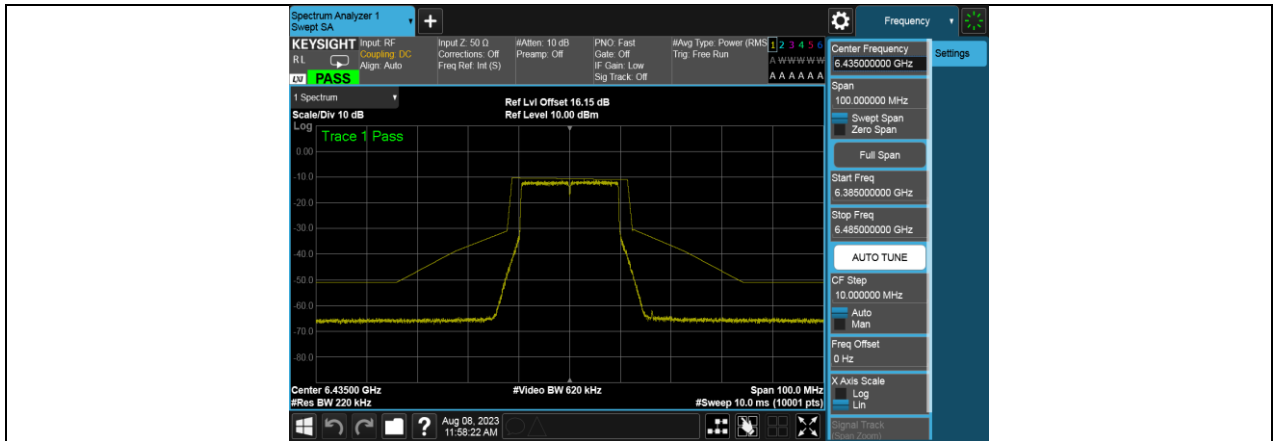 Spectrum Analyzer 1
Swept SA
Frequency
KEYSIGHT
RL
LXI
PASS
Input: RF
Coupling: DC
Align: Auto
Input Z: 50 Ω
Corrections: Off
Freq Ref: Int (S)
#Atten: 10 dB
Preamp: Off
PNO: Fast
Gate: Off
IF Gain: Low
Sig Track: Off
#Avg Type: Power (RMS
Trig: Free Run
1 2 3 4 5 6
A W W W W W
A A A A A A
1 Spectrum
Scale/Div 10 dB
Ref Lvl Offset 16.15 dB
Ref Level 10.00 dBm
Log
Trace 1 Pass
0.00
-10.0
-20.0
-30.0
-40.0
-50.0
-60.0
-70.0
-80.0
Center 6.43500 GHz
#Res BW 220 kHz
#Video BW 620 kHz
Span 100.0 MHz
#Sweep 10.0 ms (10001 pts)
Aug 08, 2023
11:58:22 AM
Settings
Center Frequency
6.435000000 GHz
Span
100.000000 MHz
Swept Span
Zero Span
Full Span
Start Freq
6.385000000 GHz
Stop Freq
6.485000000 GHz
AUTO TUNE
CF Step
10.000000 MHz
Auto
Man
Freq Offset
0 Hz
X Axis Scale
Log
Lin
Signal Track
(Span Zoom)